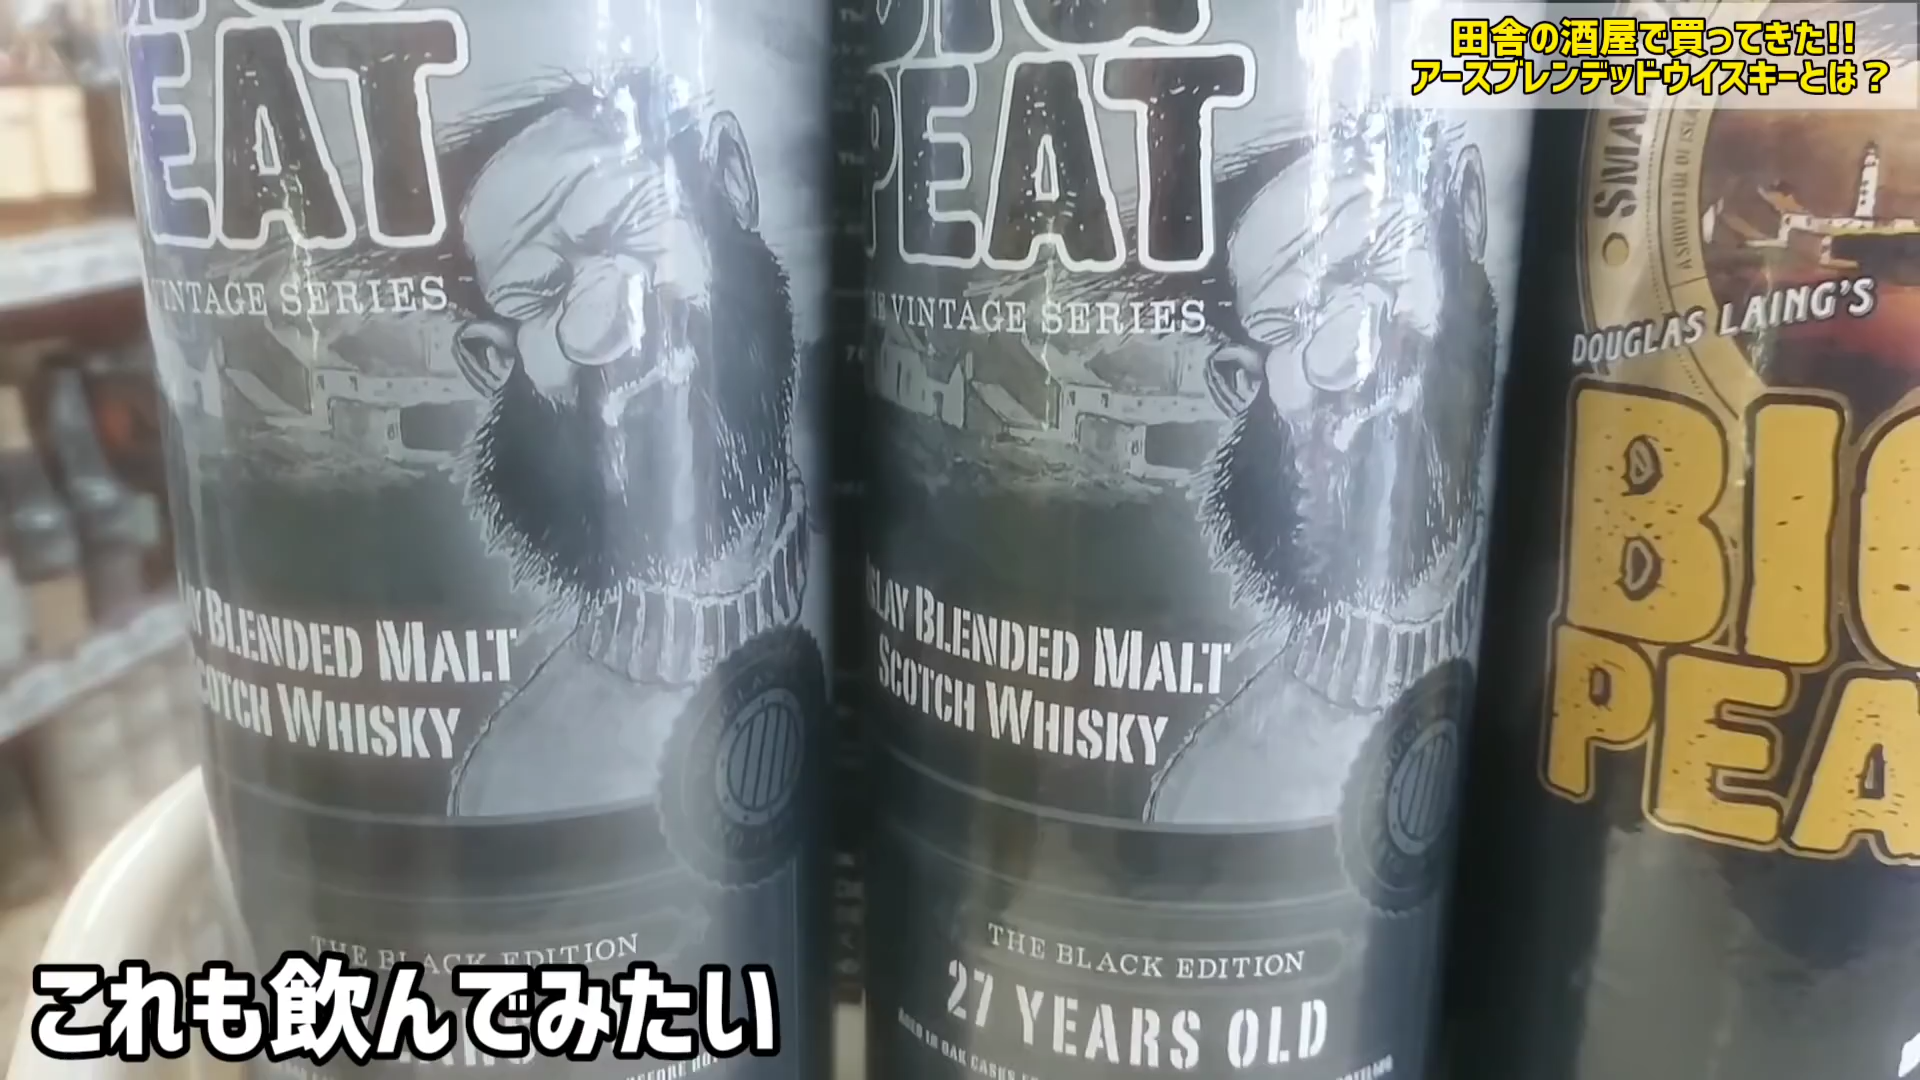 田舎の酒屋で買ってきた!!
アースブレンデッドウイスキーとは？
PEAT
VINTAGE SERIES
BLENDED MALT
SCOTCH WHISKY
THE BLACK EDITION
PEAT
VINTAGE SERIES
ISLAY BLENDED MALT
SCOTCH WHISKY
THE BLACK EDITION
27 YEARS OLD
DOUGLAS LAING'S
BIG
PEA
これも飲んでみたい